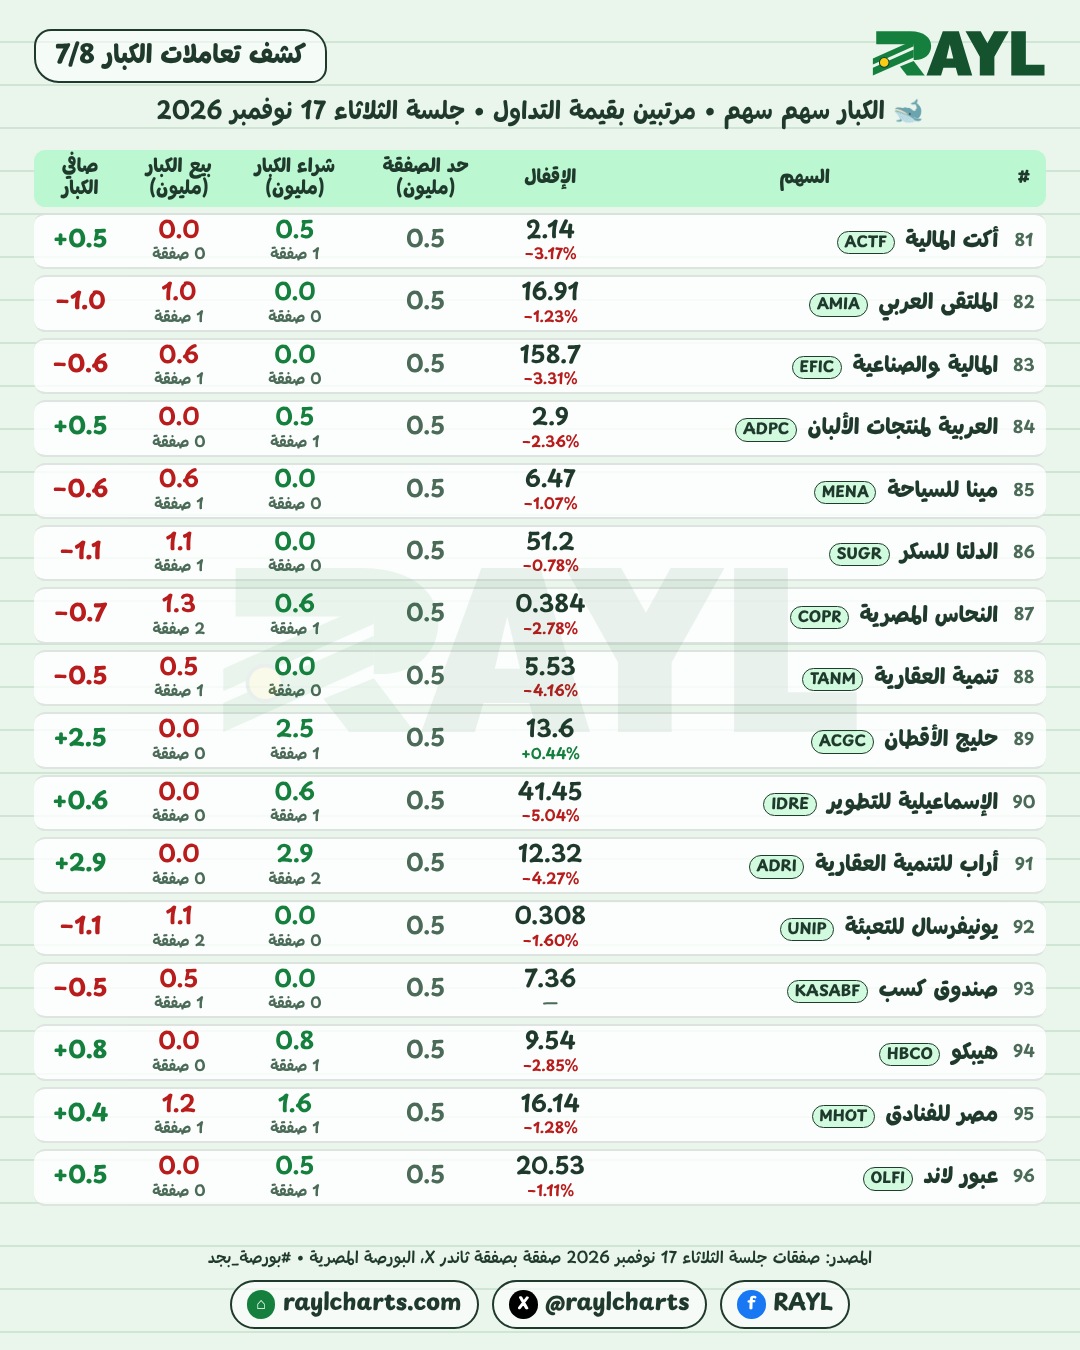 RAYL
كشف تعاملات الكبار 7/8
الكبار سهم سهم • مرتبين بقيمة التداول • جلسة الثلاثاء 17 نوفمبر 2026
# السهم الإقفال حد الصفقة (مليون) شراء الكبار (مليون) بيع الكبار (مليون) صافي الكبار
81 أكت المالية ACTF 2.14 −3.17% 0.5 0.5 1 صفقة 0.0 0 صفقة +0.5
82 الملتقى العربي AMIA 16.91 −1.23% 0.5 0.0 0 صفقة 1.0 1 صفقة −1.0
83 المالية والصناعية EFIC 158.7 −3.31% 0.5 0.0 0 صفقة 0.6 1 صفقة −0.6
84 العربية لمنتجات الألبان ADPC 2.9 −2.36% 0.5 0.5 1 صفقة 0.0 0 صفقة +0.5
85 مينا للسياحة MENA 6.47 −1.07% 0.5 0.0 0 صفقة 0.6 1 صفقة −0.6
86 الدلتا للسكر SUGR 51.2 −0.78% 0.5 0.0 0 صفقة 1.1 1 صفقة −1.1
87 النحاس المصرية COPR 0.384 −2.78% 0.5 0.6 1 صفقة 1.3 2 صفقة −0.7
88 تنمية العقارية TANM 5.53 −4.16% 0.5 0.0 0 صفقة 0.5 1 صفقة −0.5
89 حليج الأقطان ACGC 13.6 +0.44% 0.5 2.5 1 صفقة 0.0 0 صفقة +2.5
90 الإسماعيلية للتطوير IDRE 41.45 −5.04% 0.5 0.6 1 صفقة 0.0 0 صفقة +0.6
91 أراب للتنمية العقارية ADRI 12.32 −4.27% 0.5 2.9 2 صفقة 0.0 0 صفقة +2.9
92 يونيفرسال للتعبئة UNIP 0.308 −1.60% 0.5 0.0 0 صفقة 1.1 2 صفقة −1.1
93 صندوق كسب KASABF 7.36 — 0.5 0.0 0 صفقة 0.5 1 صفقة −0.5
94 هيبكو HBCO 9.54 −2.85% 0.5 0.8 1 صفقة 0.0 0 صفقة +0.8
95 مصر للفنادق MHOT 16.14 −1.28% 0.5 1.6 1 صفقة 1.2 1 صفقة +0.4
96 عبور لاند OLFI 20.53 −1.11% 0.5 0.5 1 صفقة 0.0 0 صفقة +0.5
المصدر: صفقات جلسة الثلاثاء 17 نوفمبر 2026 صفقة بصفقة ثاندر X، البورصة المصرية • #بورصة_بجد
raylcharts.com X @raylcharts f RAYL